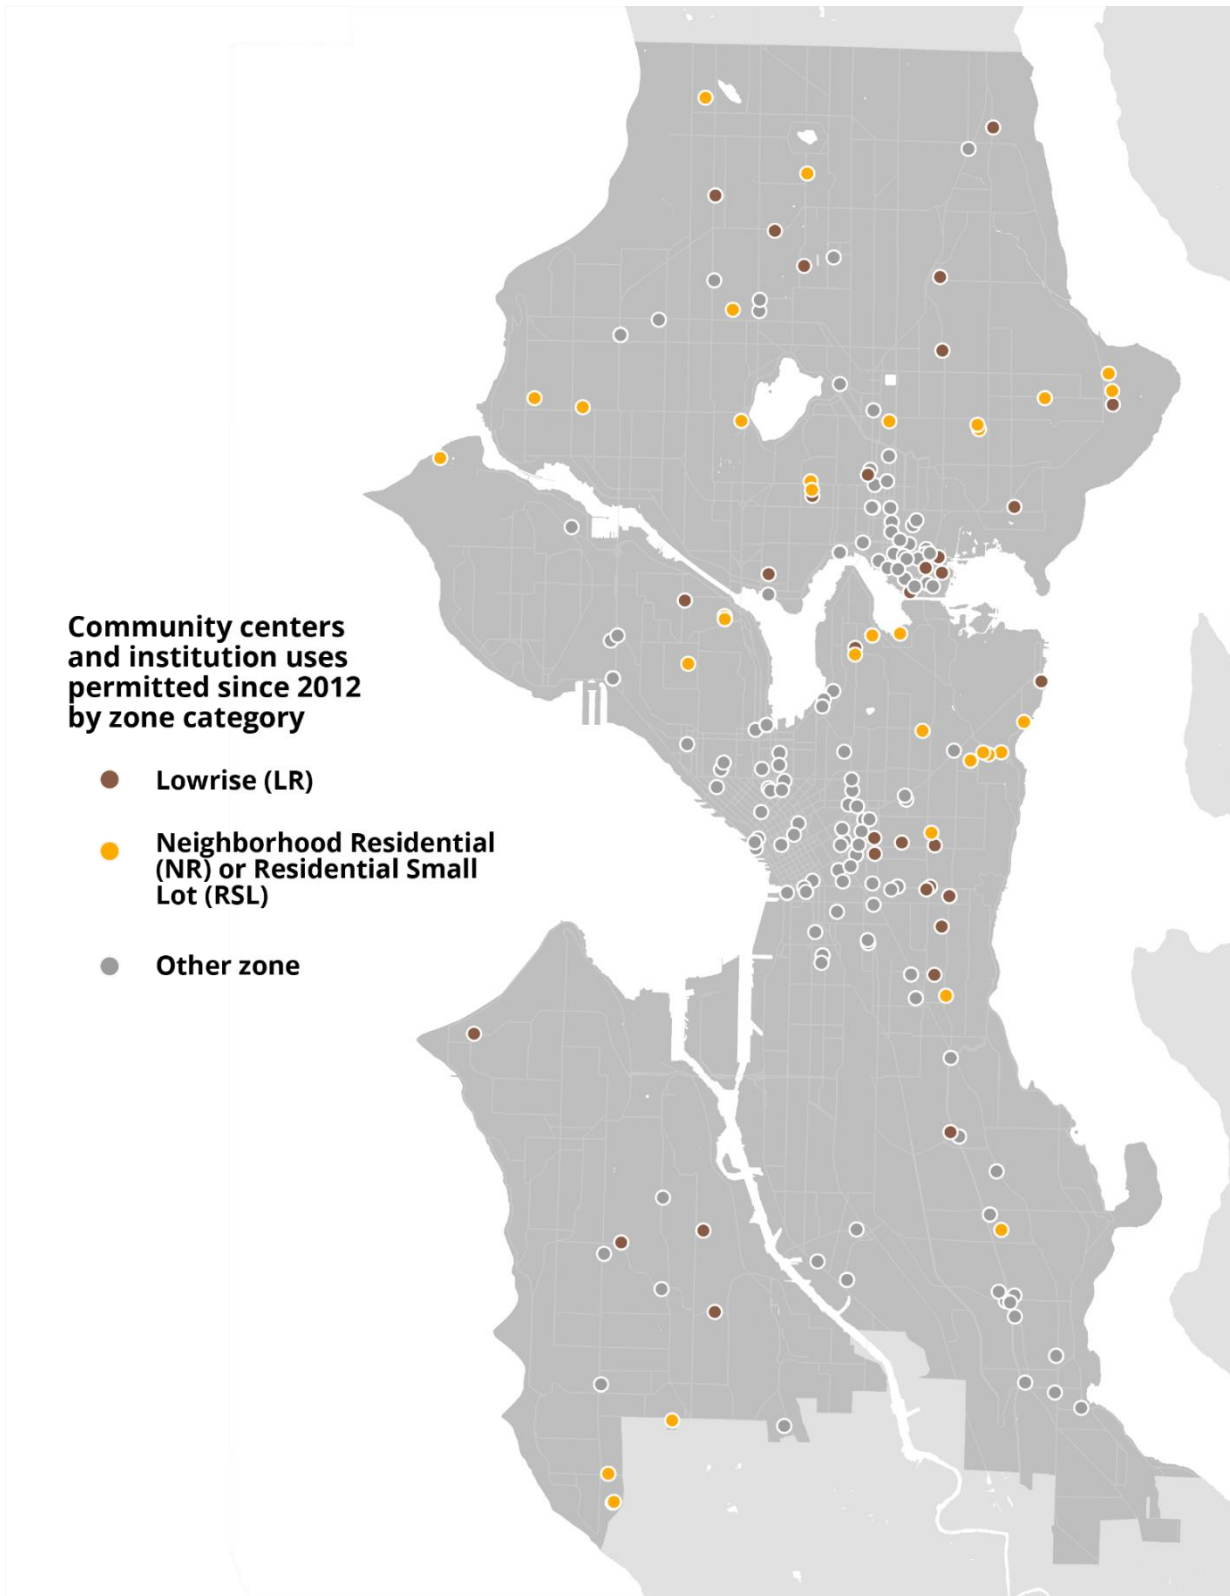 Community centers
and institution uses
permitted since 2012
by zone category
Lowrise (LR)
Neighborhood Residential
(NR) or Residential Small
Lot (RSL)
Other zone